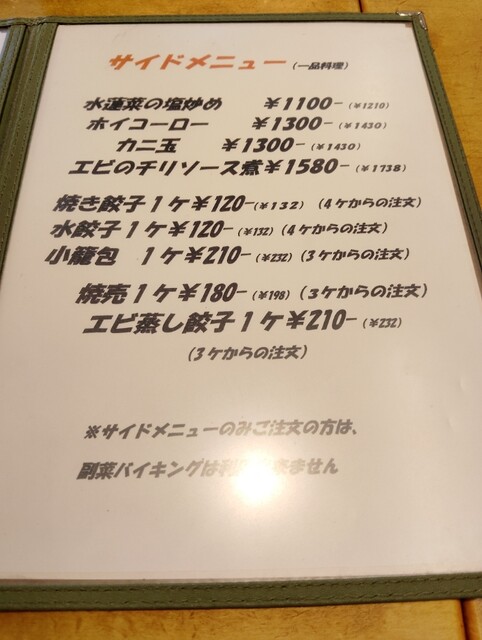 サイドメニュー(一品料理)
水蓮菜の塩炒め ¥1100-(¥1210)
ホイコーロー ¥1300-(¥1430)
カニ玉 ¥1300-(¥1430)
エビのチリソース煮¥1580-(¥1738)
焼き餃子1ケ¥120-(¥132)(4ケからの注文)
水餃子1ケ¥120-(¥132)(4ケからの注文)
小籠包 1ケ¥210-(¥232)(3ケからの注文)
焼売1ケ¥180-(¥198)(3ケからの注文)
エビ蒸し餃子1ケ¥210-(¥232)
(3ケからの注文)
※サイドメニューのみご注文の方は、
副菜バイキングは利 ません